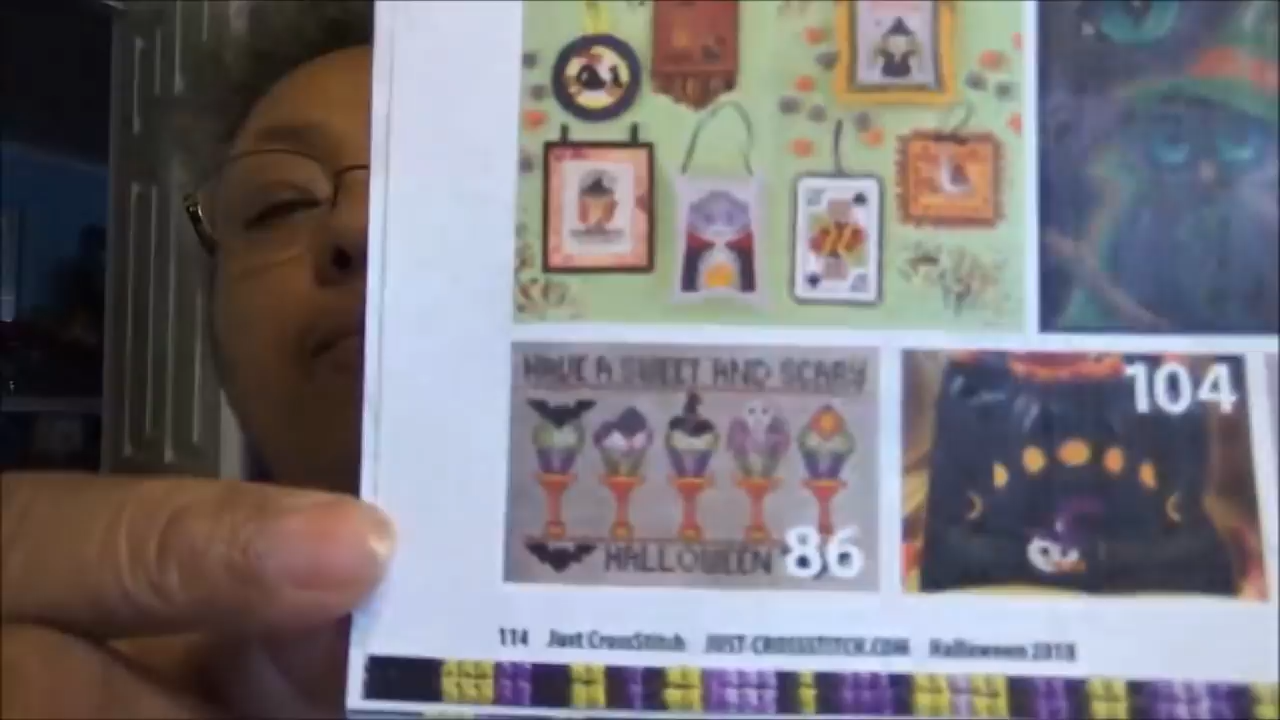 HAVE A SWEET AND SCARY
HALLOWEEN
86
104
114 Just CrossStitch JUST-CROSSSTITCH.COM Halloween 2018